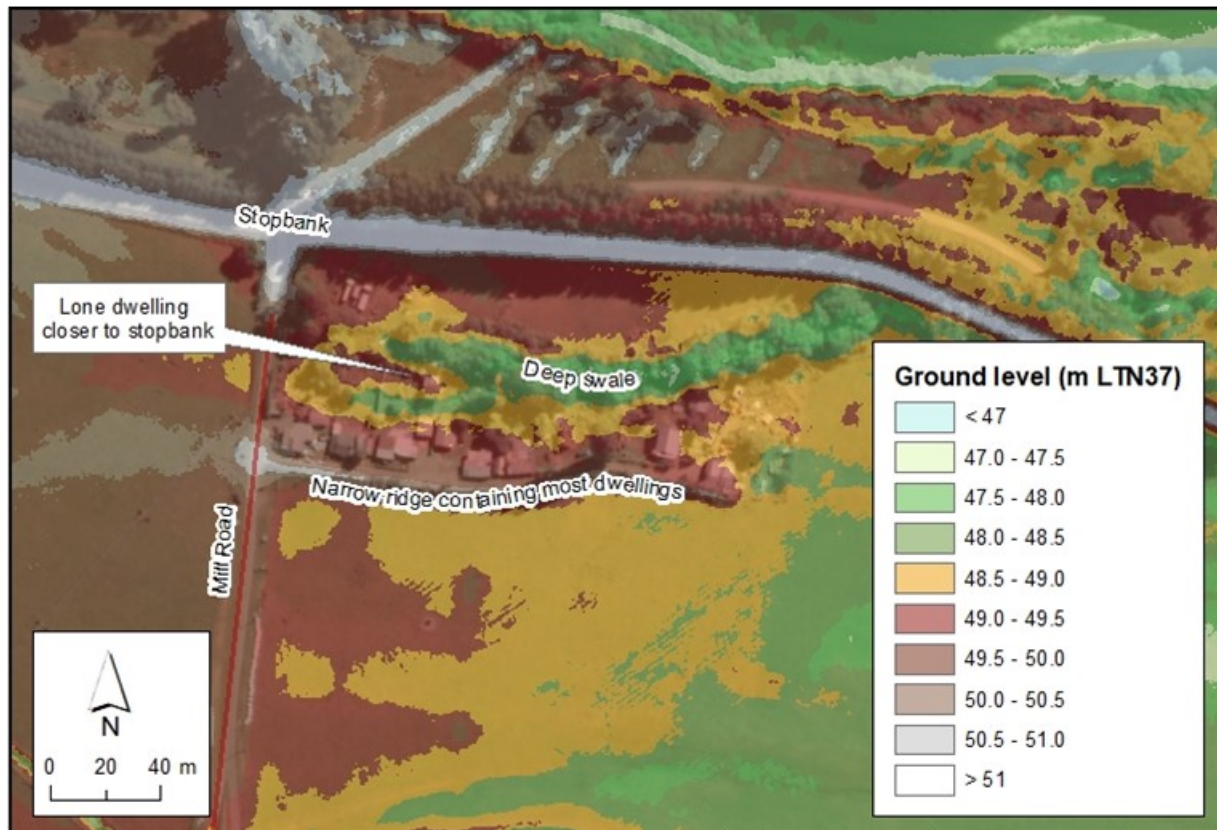 Stopbank
Lone dwelling
closer to stopbank
Deep swale
Narrow ridge containing most dwellings
Mill Road
N
0 20 40 m
Ground level (m LTN37)
< 47
47.0 - 47.5
47.5 - 48.0
48.0 - 48.5
48.5 - 49.0
49.0 - 49.5
49.5 - 50.0
50.0 - 50.5
50.5 - 51.0
> 51